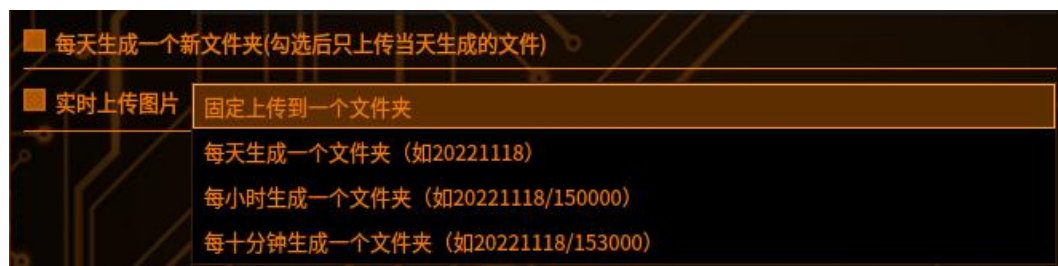 每天生成一个新文件夹(勾选后只上传当天生成的文件)
实时上传图片 固定上传到一个文件夹
每天生成一个文件夹（如20221118）
每小时生成一个文件夹（如20221118/150000）
每十分钟生成一个文件夹（如20221118/153000）